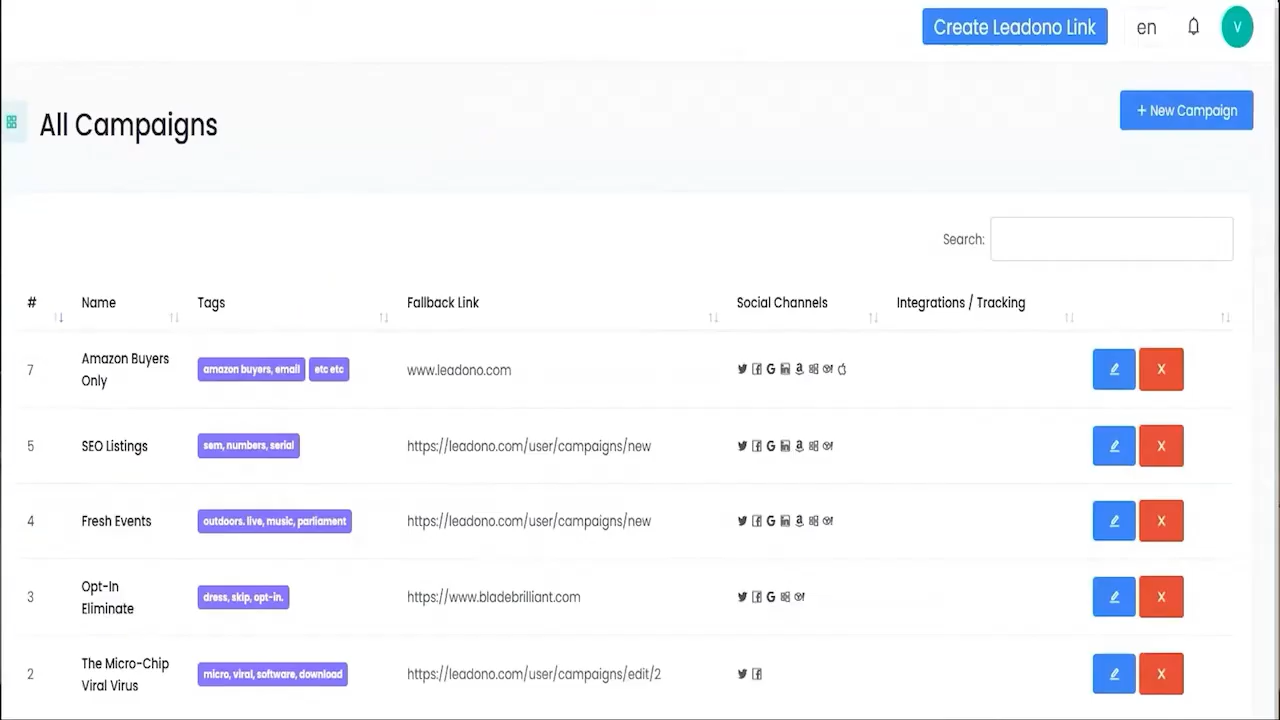 Create Leadono Link
en
V
All Campaigns
+ New Campaign
Search:
# Name Tags Fallback Link Social Channels Integrations / Tracking
7 Amazon Buyers Only amazon buyers, email etc etc www.leadono.com X
5 SEO Listings sem, numbers, serial https://leadono.com/user/campaigns/new X
4 Fresh Events outdoors. live, music, parliament https://leadono.com/user/campaigns/new X
3 Opt-In Eliminate dress, skip, opt-in. https://www.bladebrilliant.com X
2 The Micro-Chip Viral Virus micro, viral, software, download https://leadono.com/user/campaigns/edit/2 X